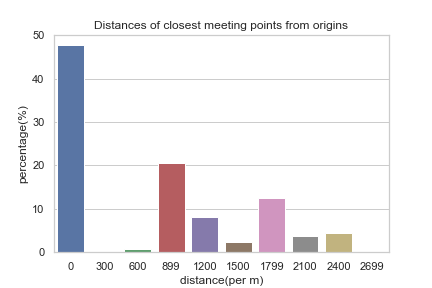 Distances of closest meeting points from origins
50
40
30
20
10
0
percentage(%)
0 300 600 899 1200 1500 1799 2100 2400 2699
distance(per m)